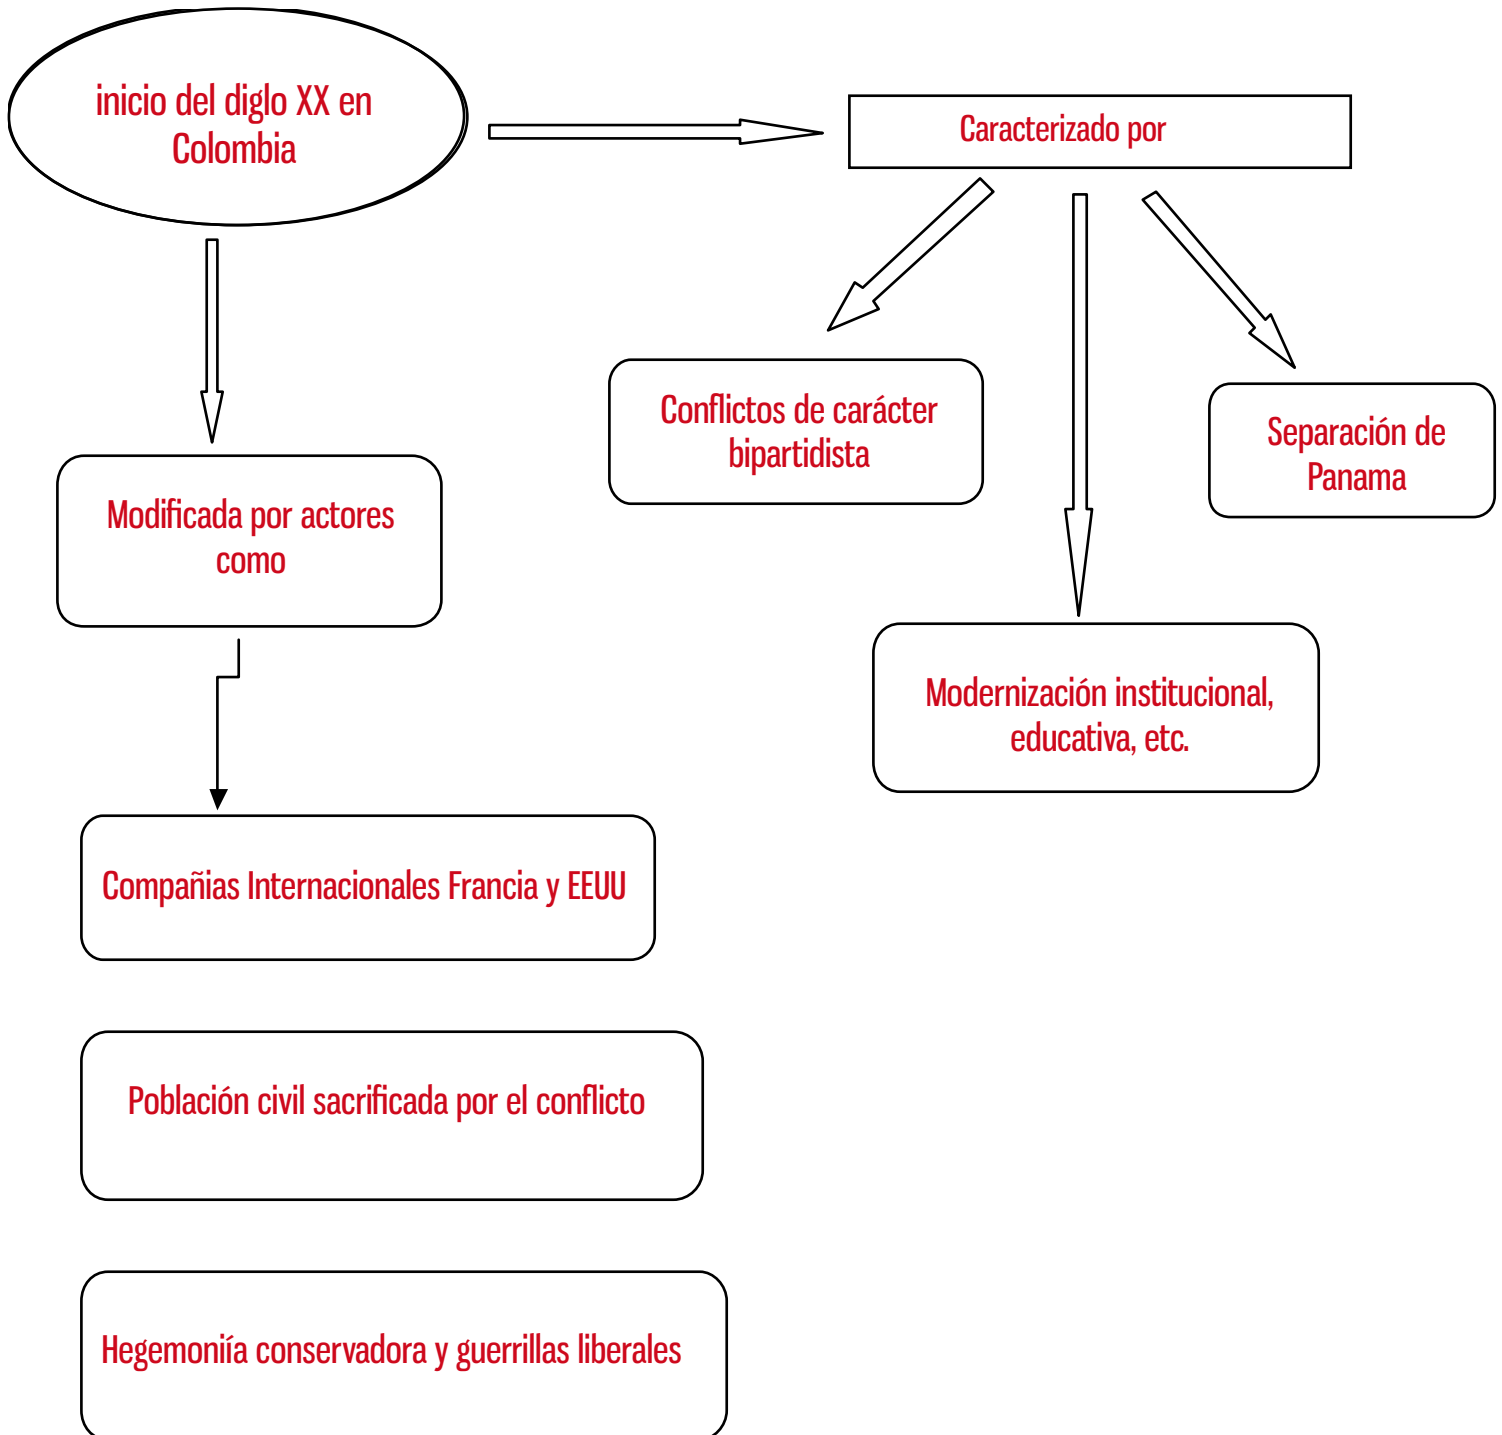 inicio del diglo XX en
Colombia
Caracterizado por
Conflictos de carácter
bipartidista
Separación de
Panama
Modificada por actores
como
Modernización institucional,
educativa, etc.
Compañias Internacionales Francia y EEUU
Población civil sacrificada por el conflicto
Hegemoniía conservadora y guerrillas liberales